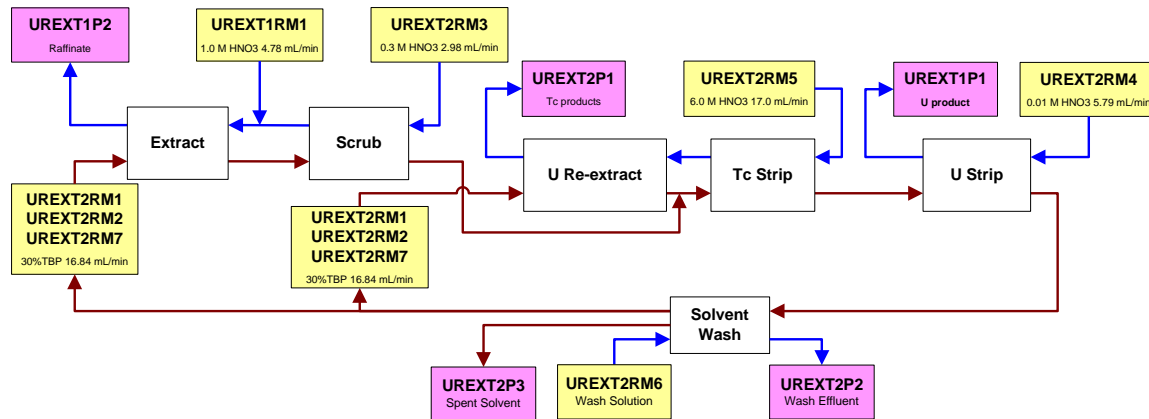 UREXT1P2
Raffinate
UREXT1RM1
1.0 M HNO3 4.78 mL/min
UREXT2RM3
0.3 M HNO3 2.98 mL/min
UREXT2P1
Tc products
UREXT2RM5
6.0 M HNO3 17.0 mL/min
UREXT1P1
U product
UREXT2RM4
0.01 M HNO3 5.79 mL/min
Extract
Scrub
U Re-extract
Tc Strip
U Strip
UREXT2RM1
UREXT2RM2
UREXT2RM7
30%TBP 16.84 mL/min
UREXT2RM1
UREXT2RM2
UREXT2RM7
30%TBP 16.84 mL/min
Solvent
Wash
UREXT2P3
Spent Solvent
UREXT2RM6
Wash Solution
UREXT2P2
Wash Effluent